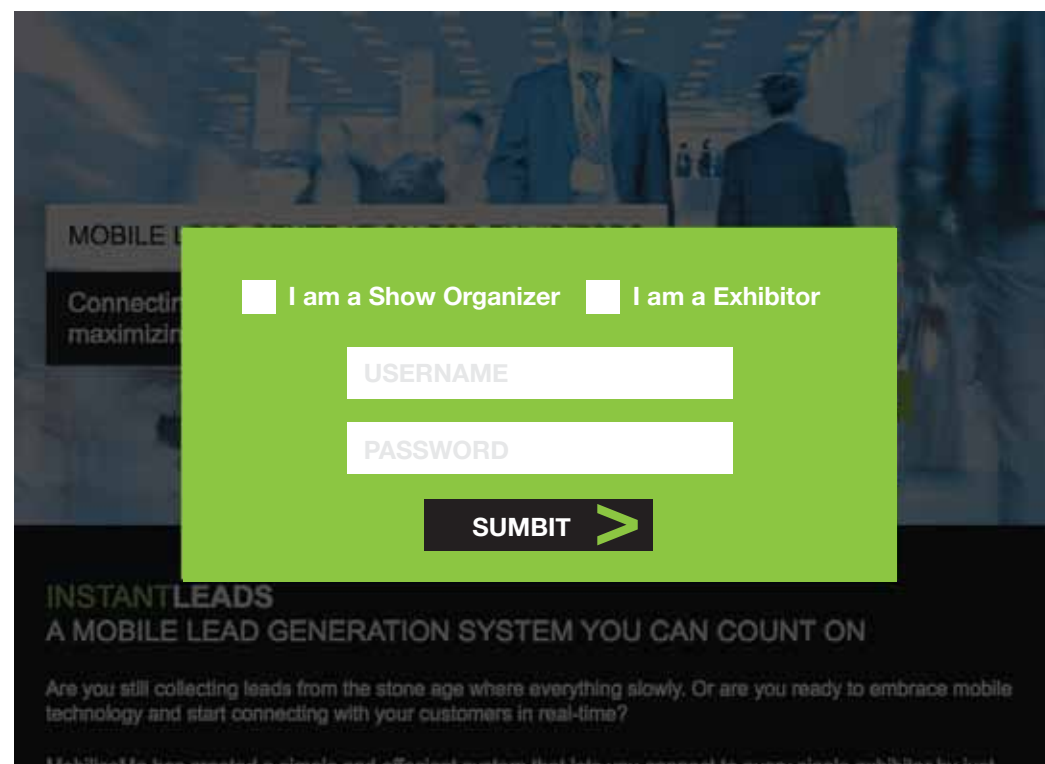 MOBILE L
Connectin
maximizin
I am a Show Organizer
I am a Exhibitor
USERNAME
PASSWORD
SUMBIT >
INSTANTLEADS
A MOBILE LEAD GENERATION SYSTEM YOU CAN COUNT ON
Are you still collecting leads from the stone age where everything slowly. Or are you ready to embrace mobile
technology and start connecting with your customers in real-time?